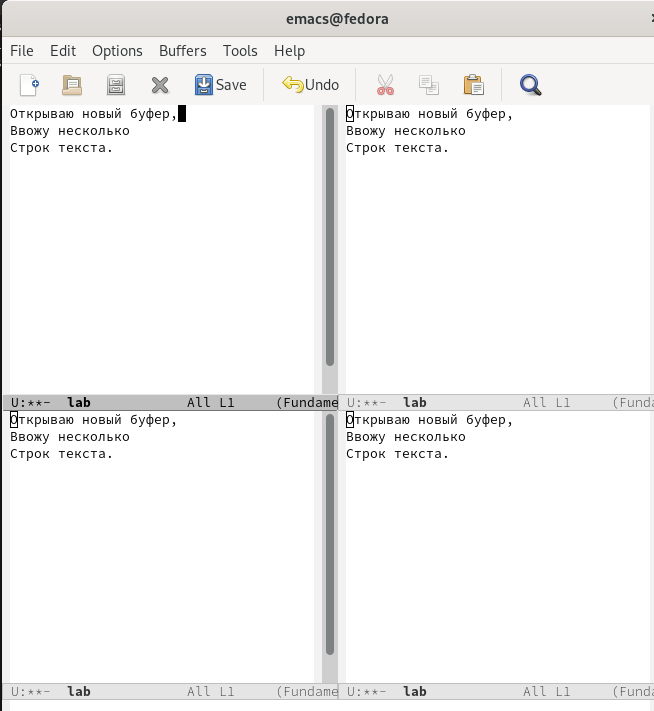 emacs@fedora
File Edit Options Buffers Tools Help
Save Undo
Открываю новый буфер,
Ввожу несколько
Строк текста.
Открываю новый буфер,
Ввожу несколько
Строк текста.
U:**- lab All L1 (Fundame
U:**- lab All L1 (Funda
Открываю новый буфер,
Ввожу несколько
Строк текста.
Открываю новый буфер,
Ввожу несколько
Строк текста.
U:**- lab All L1 (Fundame
U:**- lab All L1 (Funda